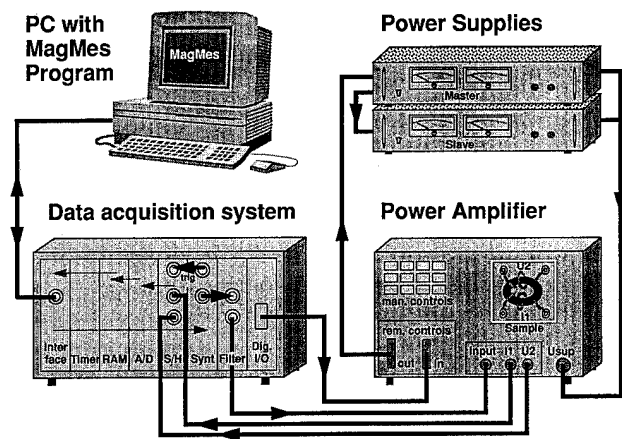 PC with
MagMes
Program
MagMes
Power Supplies
Master
Slave
Data acquisition system
trig
Inter
face
Timer
RAM
A/D
S/H
Synt
Filter
Dig.
I/O
Power Amplifier
man. controls
rem. controls
out
in
U2
I1
Sample
Input
I1
U2
Usup